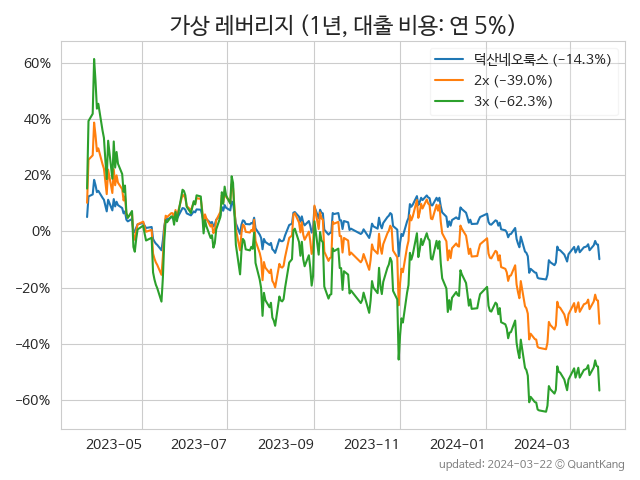 가상 레버리지 (1년, 대출 비용: 연 5%)
덕산네오룩스 (−14.3%)
2x (−39.0%)
3x (−62.3%)
60%
40%
20%
0%
−20%
−40%
−60%
2023-05 2023-07 2023-09 2023-11 2024-01 2024-03
updated: 2024-03-22 © QuantKang